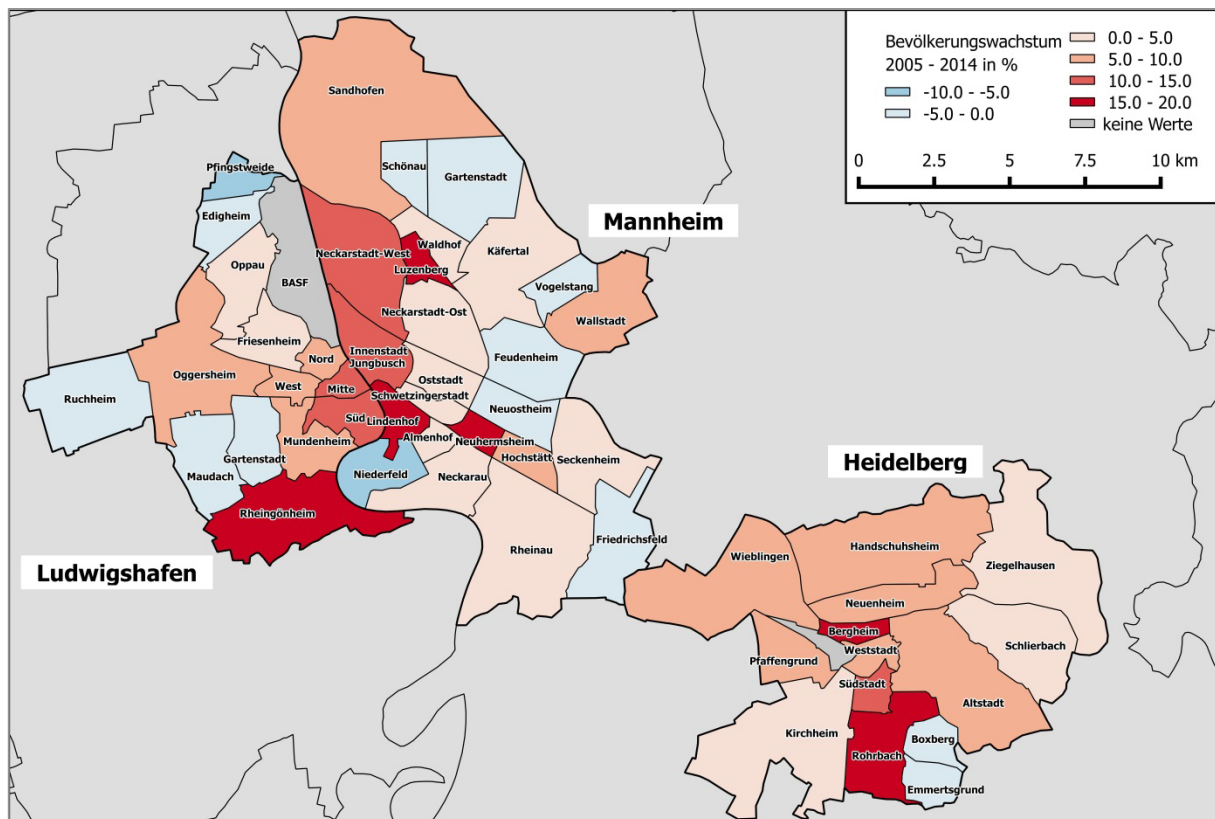 Bevölkerungswachstum
2005 - 2014 in %
-10.0 - -5.0
-5.0 - 0.0
0.0 - 5.0
5.0 - 10.0
10.0 - 15.0
15.0 - 20.0
keine Werte
0 2.5 5 7.5 10 km
Mannheim
Sandhofen
Schönau
Gartenstadt
Waldhof
Luzenberg
Käfertal
Vogelstang
Wallstadt
Neckarstadt-West
Neckarstadt-Ost
Innenstadt
Jungbusch
Feudenheim
Oststadt
Schwetzingerstadt
Neuostheim
Lindenhof
Almenhof
Neuhermsheim
Hochstätt
Seckenheim
Niederfeld
Neckarau
Rheinau
Friedrichsfeld
Ludwigshafen
Pfingstweide
Edigheim
Oppau
BASF
Friesenheim
Nord
Oggersheim
West
Mitte
Ruchheim
Süd
Mundenheim
Gartenstadt
Maudach
Rheingönheim
Heidelberg
Wieblingen
Handschuhsheim
Ziegelhausen
Neuenheim
Bergheim
Schlierbach
Weststadt
Pfaffengrund
Südstadt
Altstadt
Kirchheim
Boxberg
Rohrbach
Emmertsgrund